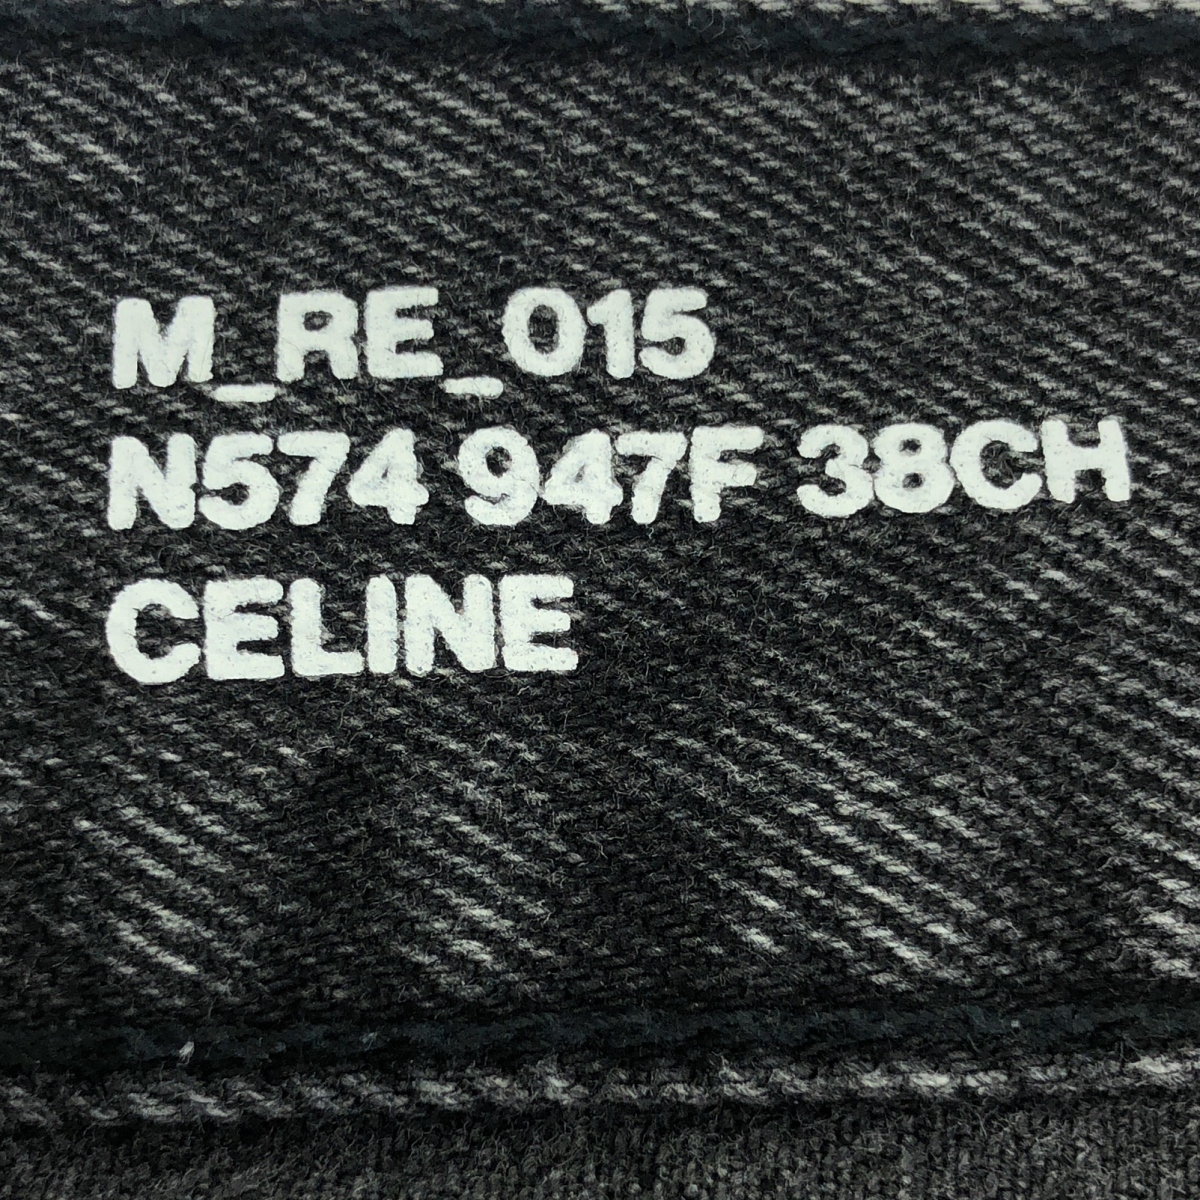 M_RE_015
N574 947F 38CH
CELINE